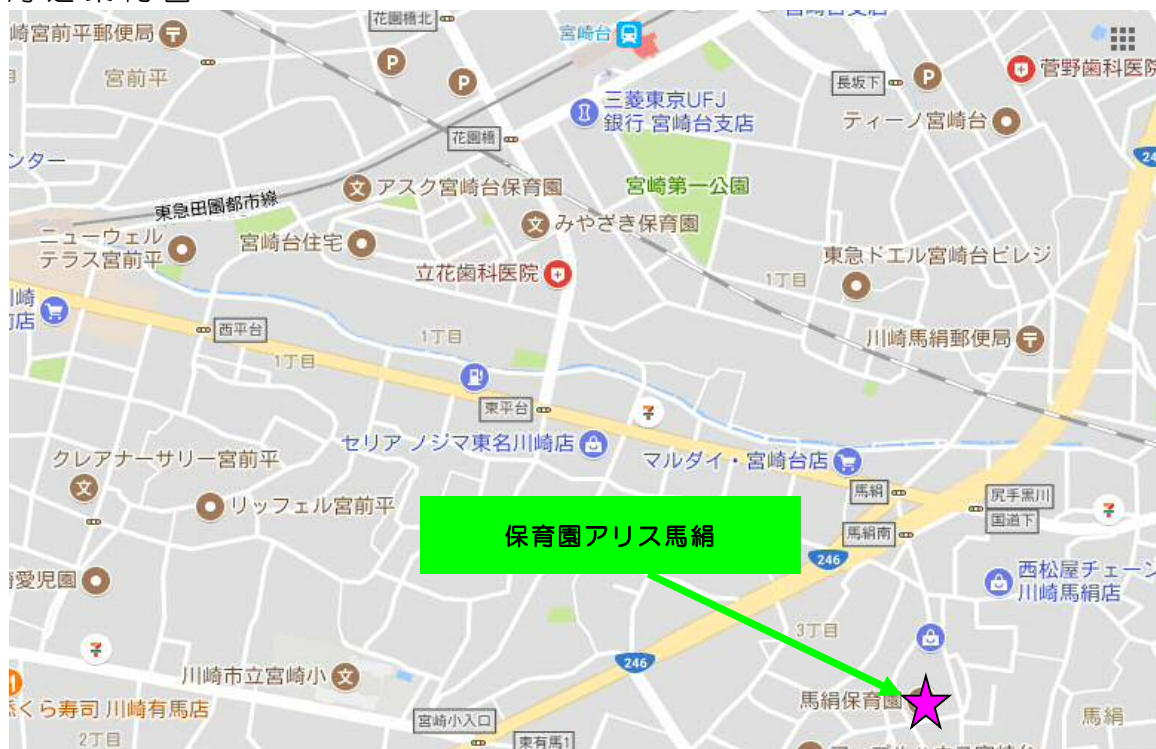 崎宮前平郵便局
花園橋北
宮崎台
宮前平
長坂下
菅野歯科医院
三菱東京UFJ
銀行 宮崎台支店
ティーノ宮崎台
花園橋
ンター
アスク宮崎台保育園
宮崎第一公園
246
東急田園都市線
みやざき保育園
ニューウェル
テラス宮前平
宮崎台住宅
立花歯科医院
東急ドエル宮崎台ビレジ
1丁目
西平台
1丁目
1丁目
川崎馬絹郵便局
東平台
セリア ノジマ東名川崎店
マルダイ・宮崎台店
クレアナーサリー宮前平
リッフェル宮前平
馬絹
尻手黒川
国道下
保育園アリス馬絹
馬絹南
246
西松屋チェーン
川崎馬絹店
愛児園
3丁目
246
川崎市立宮崎小
馬絹保育園
くら寿司 川崎有馬店
宮崎小入口
馬絹
2丁目
東有馬1